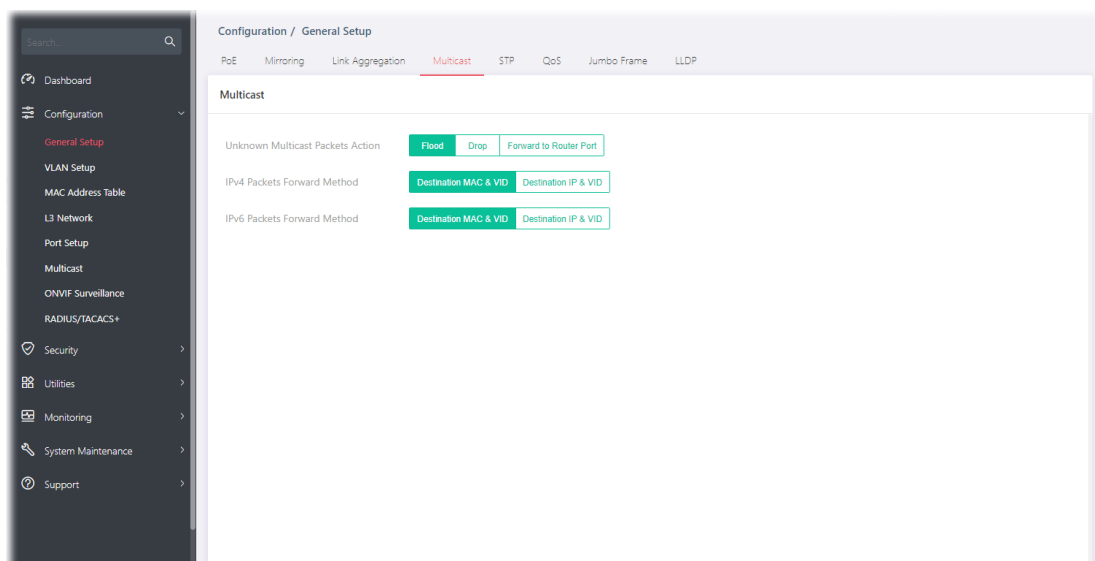 Search...
Dashboard
Configuration
General Setup
VLAN Setup
MAC Address Table
L3 Network
Port Setup
Multicast
ONVIF Surveillance
RADIUS/TACACS+
Security
Utilities
Monitoring
System Maintenance
Support
Configuration / General Setup
PoE Mirroring Link Aggregation Multicast STP QoS Jumbo Frame LLDP
Multicast
Unknown Multicast Packets Action Flood Drop Forward to Router Port
IPv4 Packets Forward Method Destination MAC & VID Destination IP & VID
IPv6 Packets Forward Method Destination MAC & VID Destination IP & VID